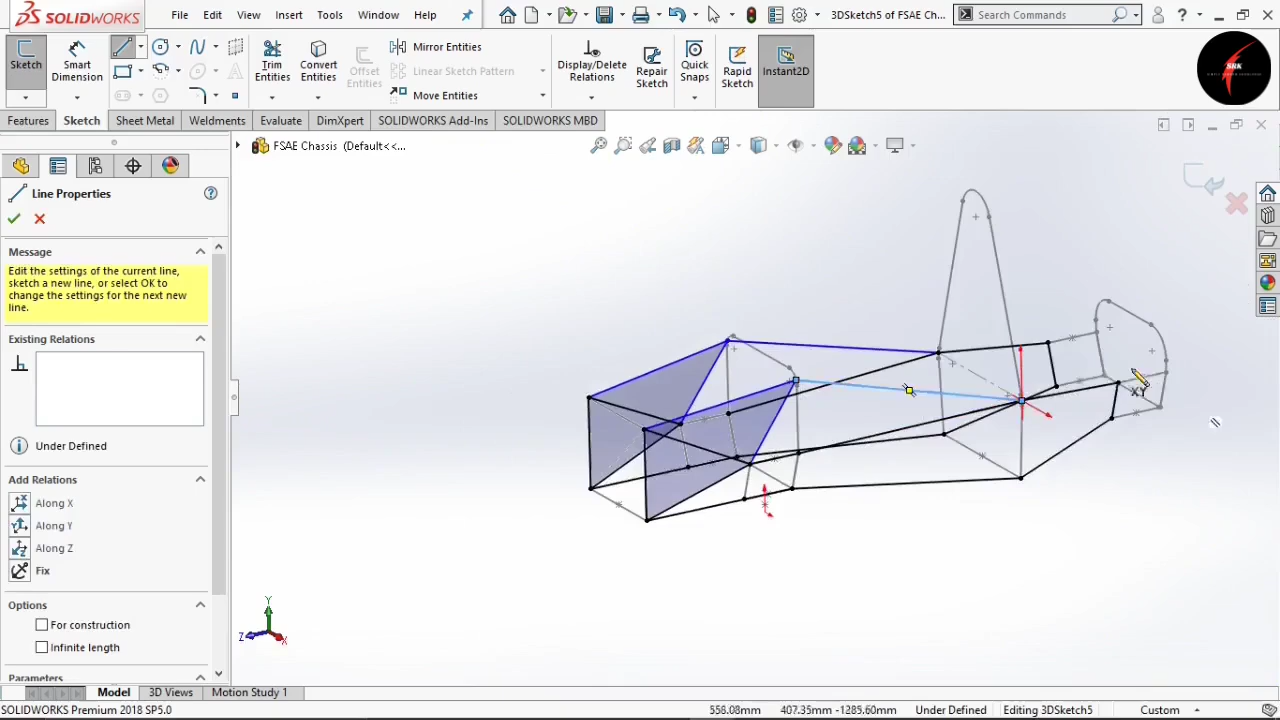 SOLIDWORKS
File Edit View Insert Tools Window Help
3DSketch5 of FSAE Ch...
Search Commands
Sketch
Smart Dimension
Trim Entities
Convert Entities
Offset Entities
Mirror Entities
Linear Sketch Pattern
Move Entities
Display/Delete Relations
Repair Sketch
Quick Snaps
Rapid Sketch
Instant2D
SRK
Features Sketch Sheet Metal Weldments Evaluate DimXpert SOLIDWORKS Add-Ins SOLIDWORKS MBD
FSAE Chassis (Default<<...
Line Properties
Message
Edit the settings of the current line,
sketch a new line, or select OK to
change the settings for the next new
line.
Existing Relations
Under Defined
Add Relations
Along X
Along Y
Along Z
Fix
Options
For construction
Infinite length
Parameters
XY
Y
Z
X
Model 3D Views Motion Study 1
SOLIDWORKS Premium 2018 SP5.0
558.08mm 407.35mm -1285.60mm Under Defined Editing 3DSketch5 Custom